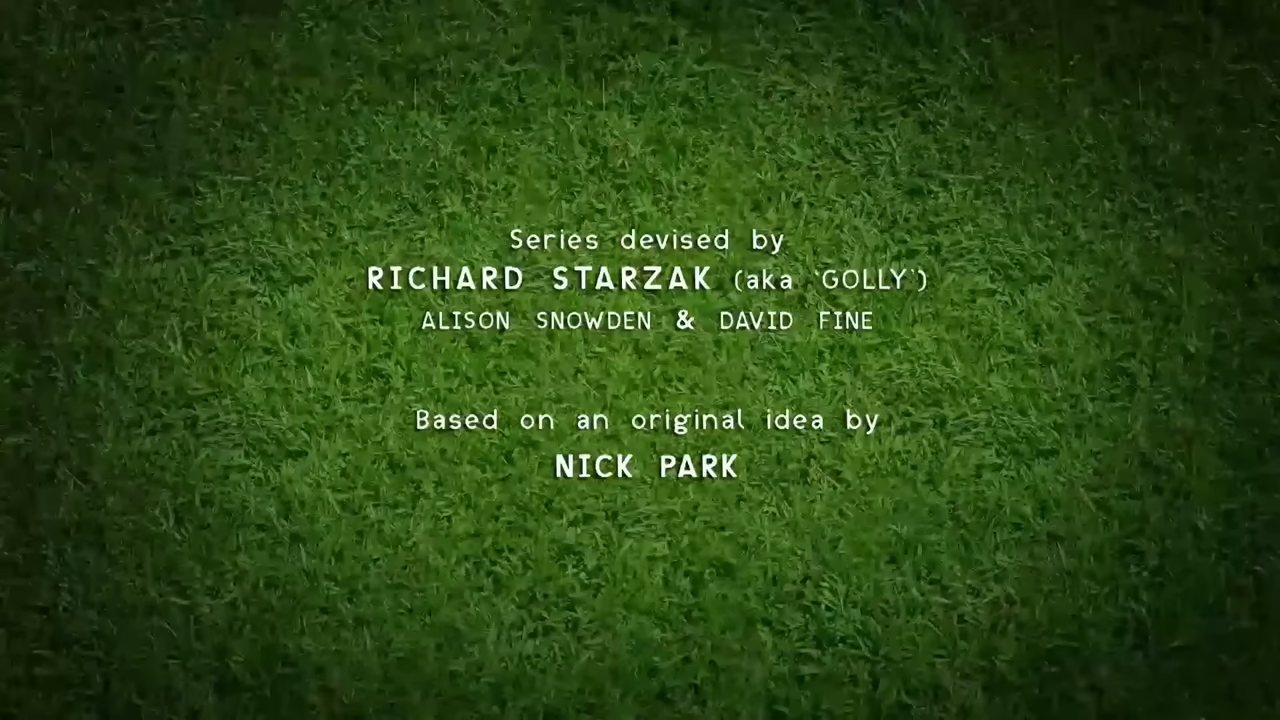 Series devised by
RICHARD STARZAK (aka 'GOLLY')
ALISON SNOWDEN & DAVID FINE
Based on an original idea by
NICK PARK